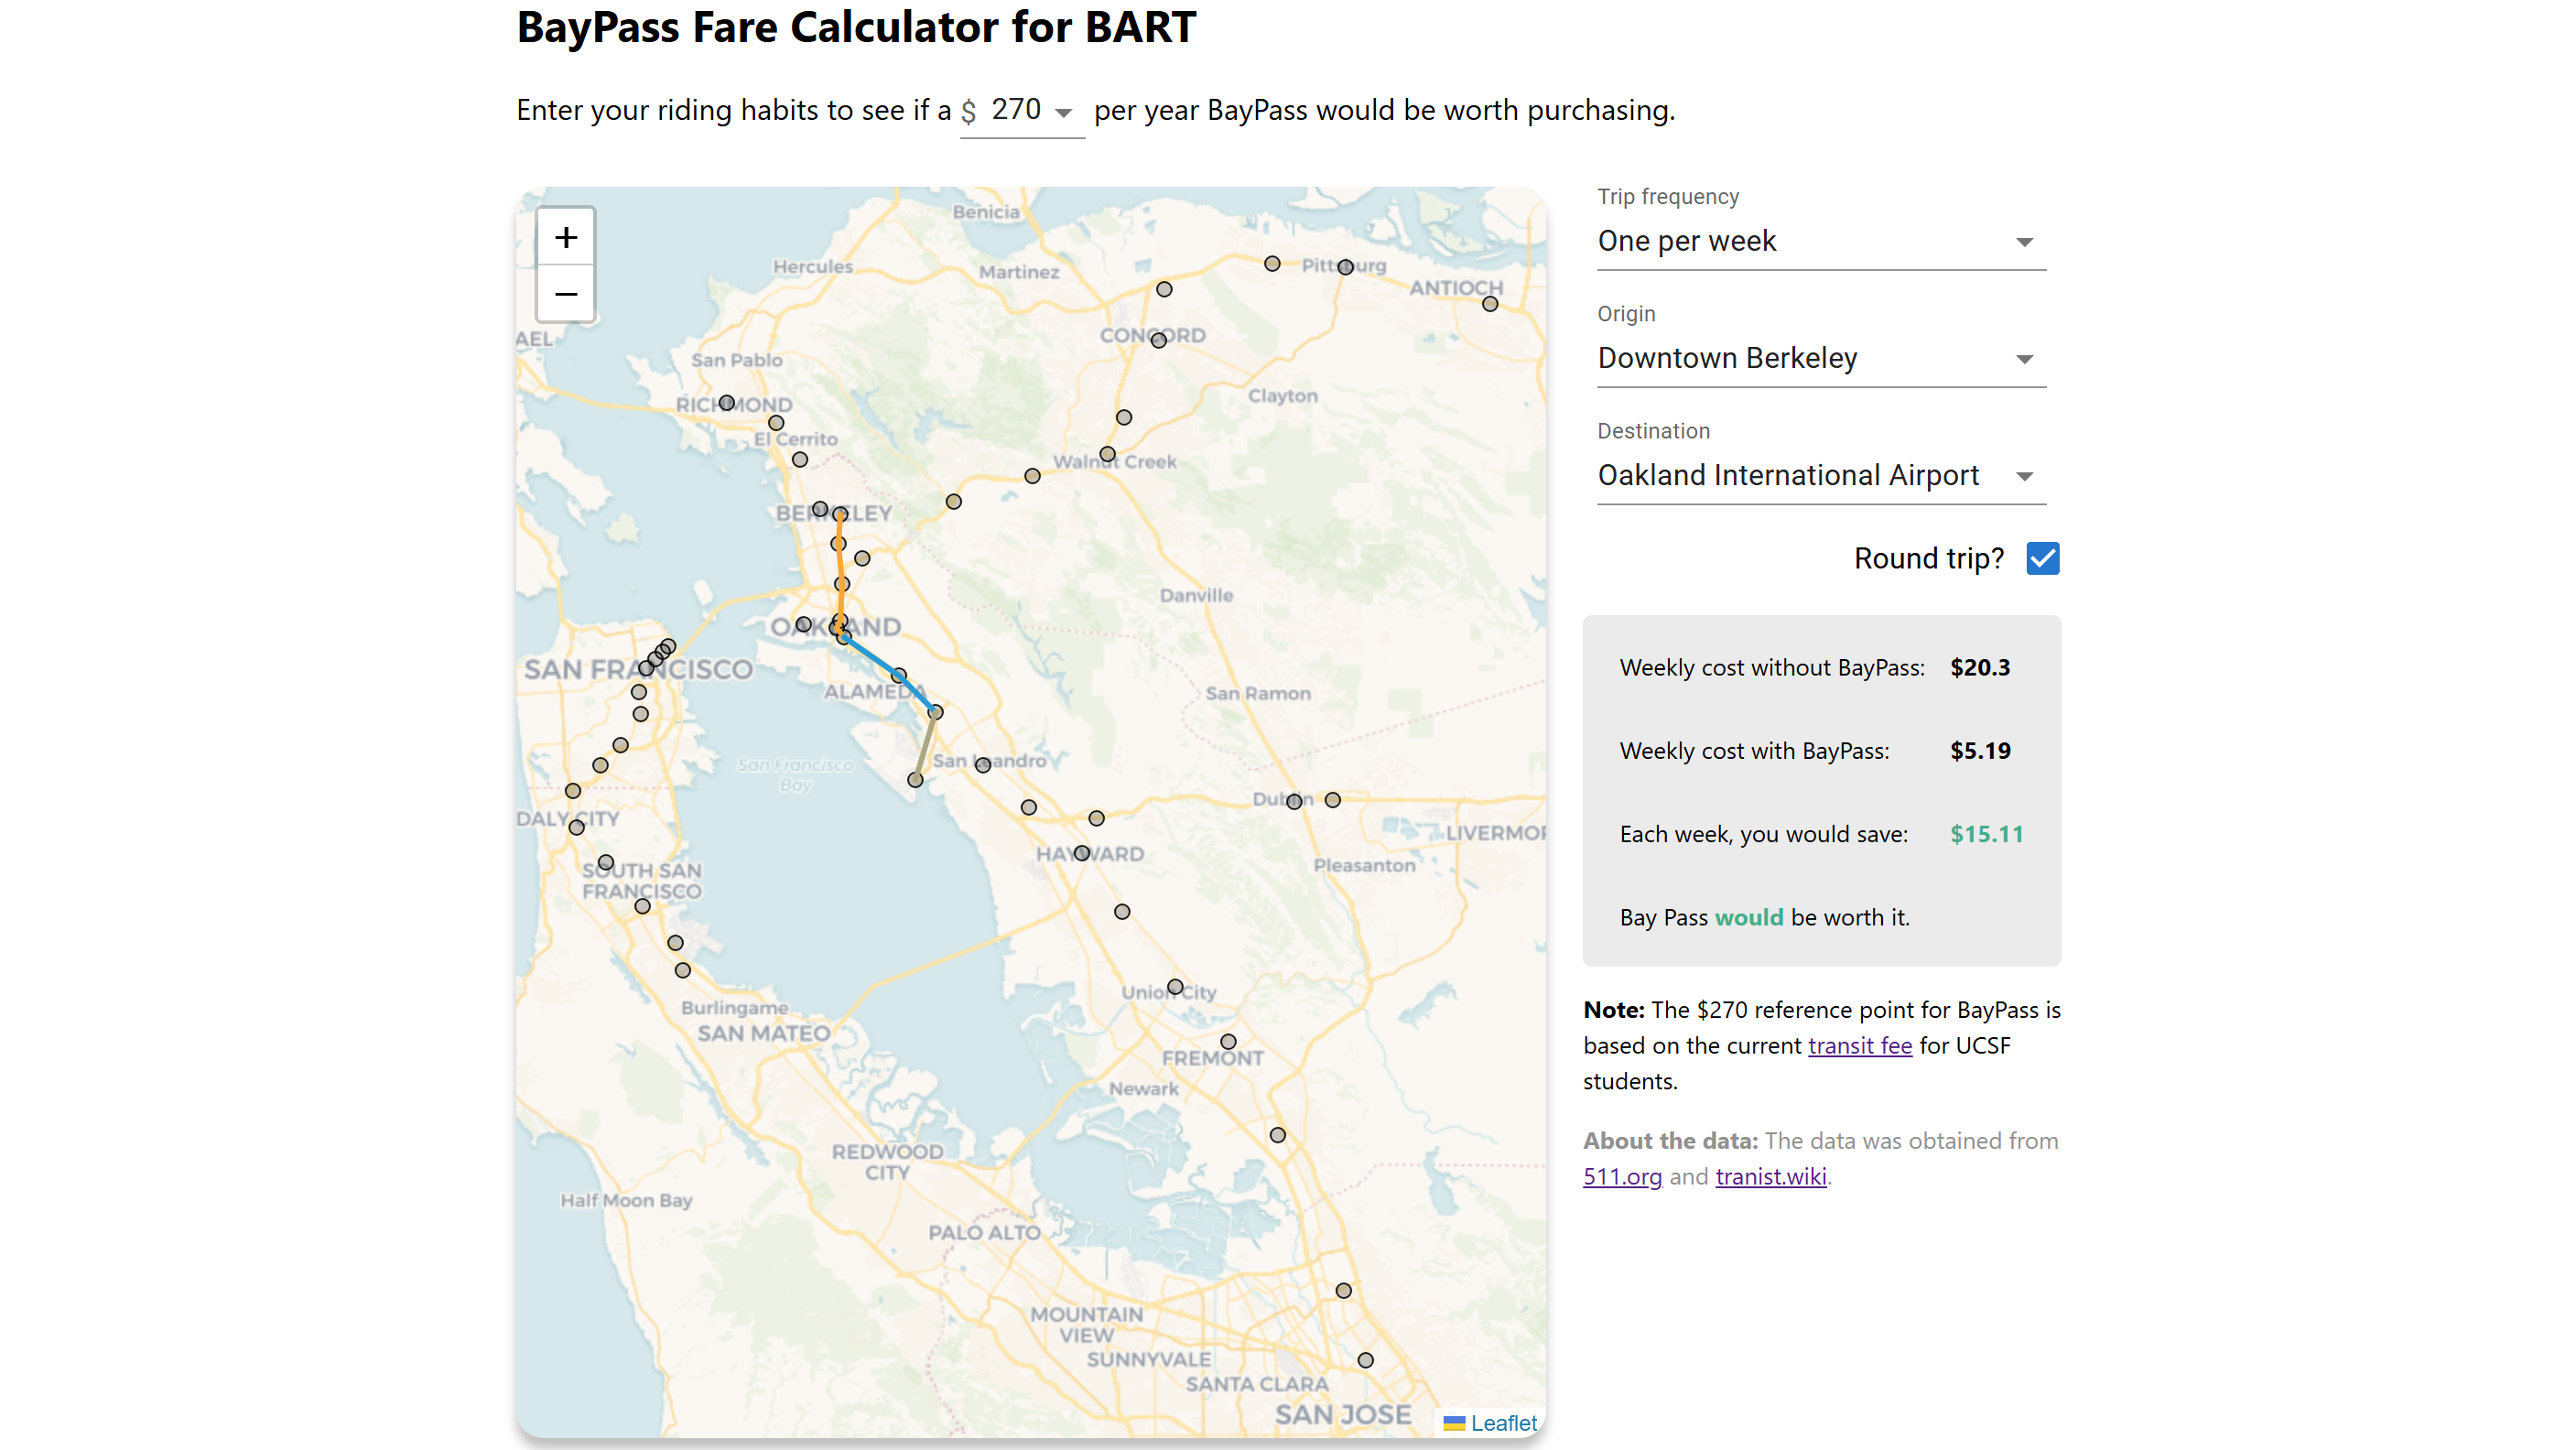 BayPass Fare Calculator for BART
Enter your riding habits to see if a $ 270 per year BayPass would be worth purchasing.
+
−
Benicia
Hercules
Martinez
Pittsburg
ANTIOCH
AEL
CONCORD
San Pablo
Clayton
RICHMOND
El Cerrito
Walnut Creek
BERKELEY
Danville
OAKLAND
SAN FRANCISCO
ALAMEDA
San Ramon
San Francisco
Bay
San Leandro
Dublin
DALY CITY
LIVERMOR
HAYWARD
Pleasanton
SOUTH SAN
FRANCISCO
Union City
Burlingame
SAN MATEO
FREMONT
Newark
REDWOOD
CITY
Half Moon Bay
PALO ALTO
MOUNTAIN
VIEW
SUNNYVALE
SANTA CLARA
SAN JOSE
Leaflet
Trip frequency
One per week
Origin
Downtown Berkeley
Destination
Oakland International Airport
Round trip?
Weekly cost without BayPass: $20.3
Weekly cost with BayPass: $5.19
Each week, you would save: $15.11
Bay Pass would be worth it.
Note: The $270 reference point for BayPass is
based on the current transit fee for UCSF
students.
About the data: The data was obtained from
511.org and tranist.wiki.